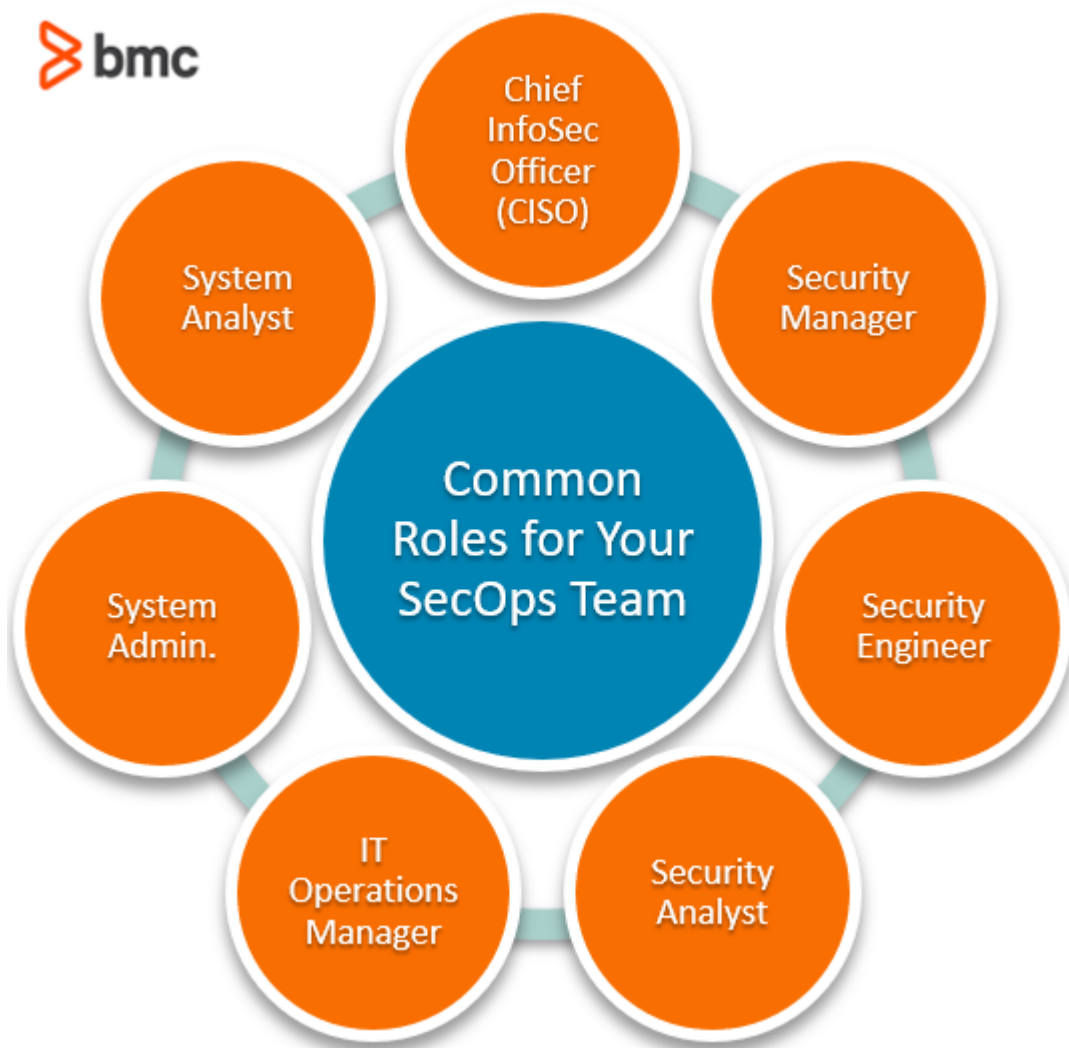 bmc
Chief
InfoSec
Officer
(CISO)
Security
Manager
Security
Engineer
Security
Analyst
IT
Operations
Manager
System
Admin.
System
Analyst
Common
Roles for Your
SecOps Team